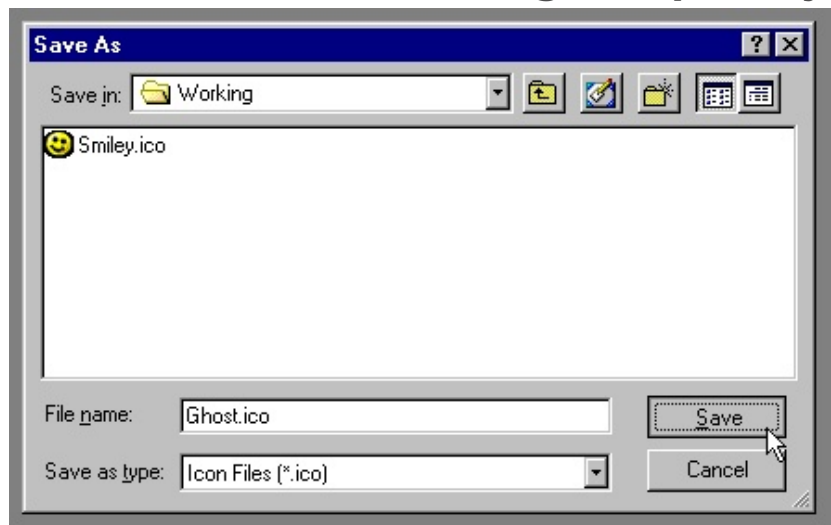 Save As
Save in: Working
Smiley.ico
File name: Ghost.ico
Save
Save as type: Icon Files (*.ico)
Cancel